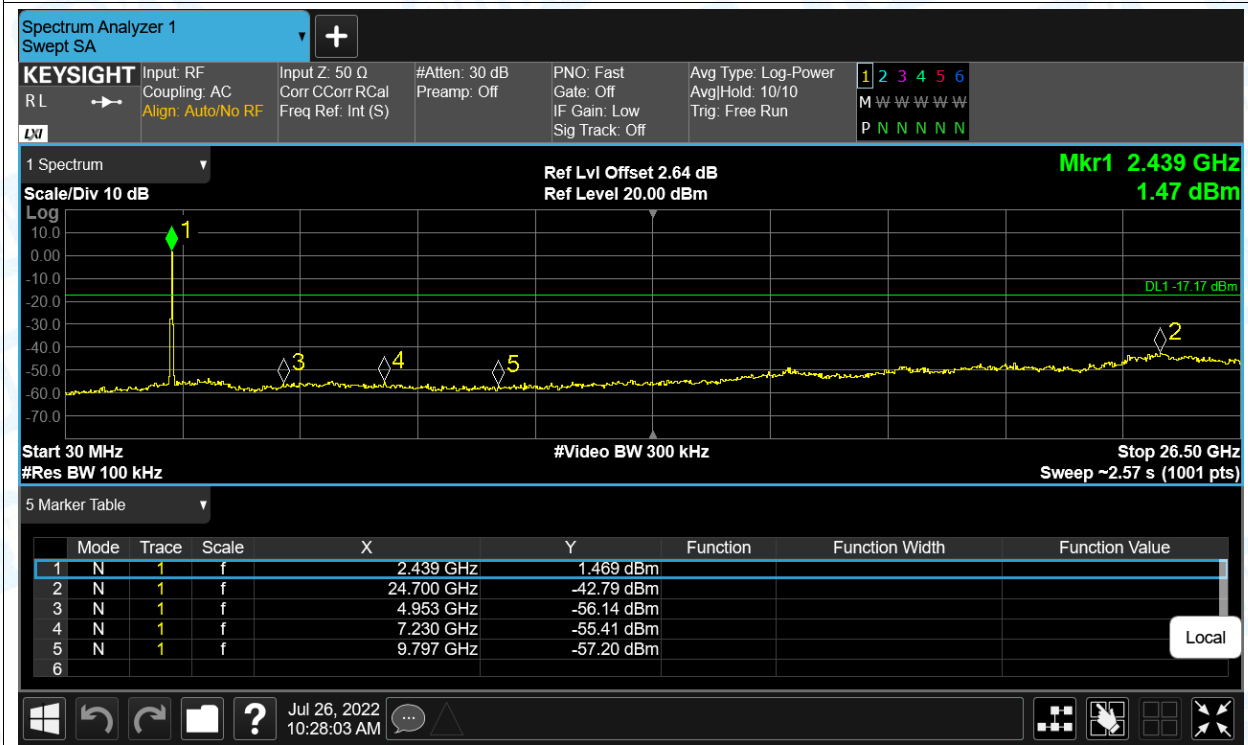 Spectrum Analyzer 1
Swept SA
KEYSIGHT
R L
LXI
Input: RF
Coupling: AC
Align: Auto/No RF
Input Z: 50 Ω
Corr CCorr RCal
Freq Ref: Int (S)
#Atten: 30 dB
Preamp: Off
PNO: Fast
Gate: Off
IF Gain: Low
Sig Track: Off
Avg Type: Log-Power
Avg|Hold: 10/10
Trig: Free Run
1 2 3 4 5 6
M W W W W W
P N N N N N
1 Spectrum
Scale/Div 10 dB
Ref Lvl Offset 2.64 dB
Ref Level 20.00 dBm
Mkr1 2.439 GHz
1.47 dBm
Log
10.0
0.00
-10.0
-20.0
-30.0
-40.0
-50.0
-60.0
-70.0
1
DL1 -17.17 dBm
2
3
4
5
Start 30 MHz
#Video BW 300 kHz
Stop 26.50 GHz
#Res BW 100 kHz
Sweep ~2.57 s (1001 pts)
5 Marker Table
Mode Trace Scale X Y Function Function Width Function Value
1 N 1 f 2.439 GHz 1.469 dBm
2 N 1 f 24.700 GHz -42.79 dBm
3 N 1 f 4.953 GHz -56.14 dBm
4 N 1 f 7.230 GHz -55.41 dBm
5 N 1 f 9.797 GHz -57.20 dBm
6
Local
?
Jul 26, 2022
10:28:03 AM